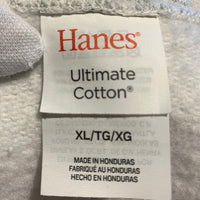 Hanes®
Ultimate
Cotton®
XL/TG/XG
MADE IN HONDURAS
FABRIQUÉ AU HONDURAS
HECHO EN HONDURAS